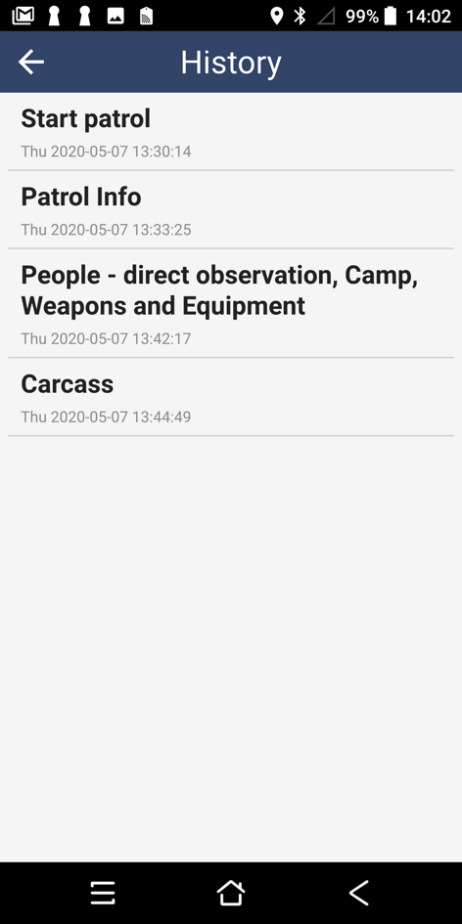 99% 14:02
History
Start patrol
Thu 2020-05-07 13:30:14
Patrol Info
Thu 2020-05-07 13:33:25
People - direct observation, Camp,
Weapons and Equipment
Thu 2020-05-07 13:42:17
Carcass
Thu 2020-05-07 13:44:49